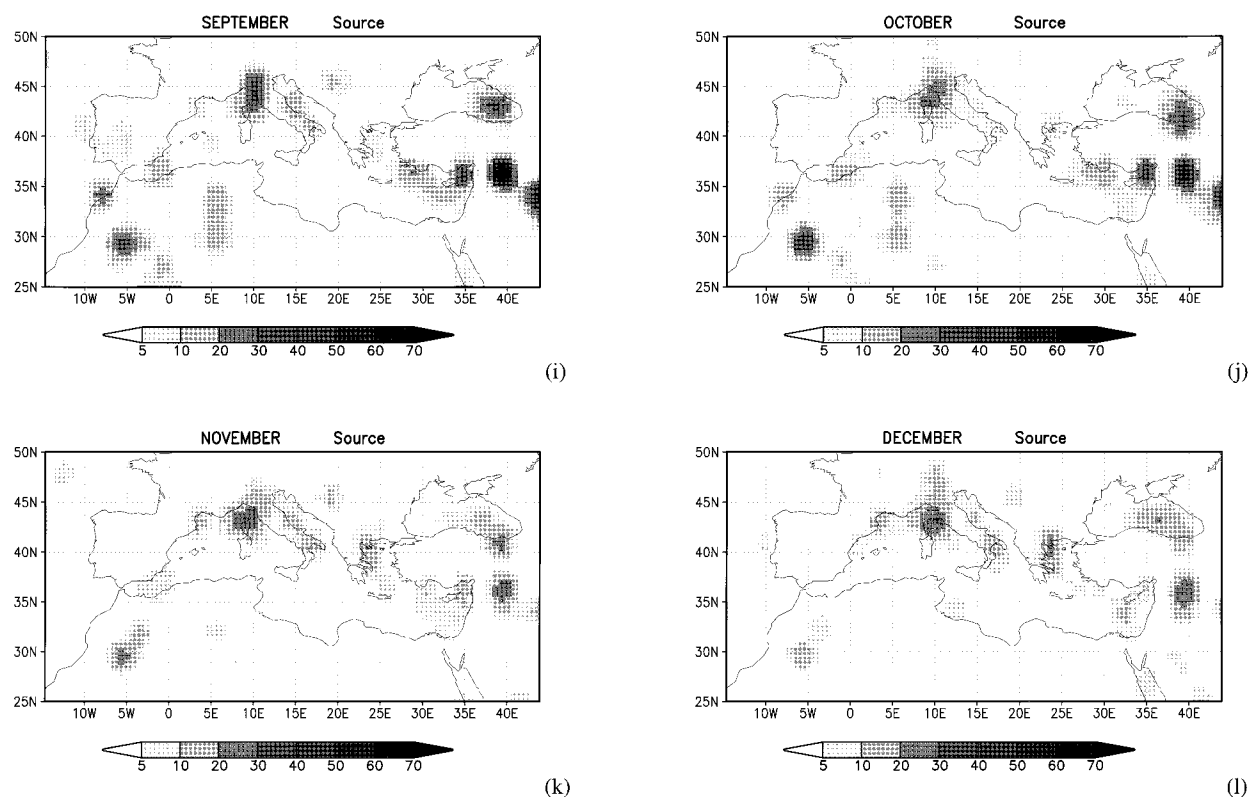 SEPTEMBER Source
50N
45N
40N
35N
30N
25N
10W 5W 0 5E 10E 15E 20E 25E 30E 35E 40E
5 10 20 30 40 50 60 70
(i)
OCTOBER Source
50N
45N
40N
35N
30N
25N
10W 5W 0 5E 10E 15E 20E 25E 30E 35E 40E
5 10 20 30 40 50 60 70
(j)
NOVEMBER Source
50N
45N
40N
35N
30N
25N
10W 5W 0 5E 10E 15E 20E 25E 30E 35E 40E
5 10 20 30 40 50 60 70
(k)
DECEMBER Source
50N
45N
40N
35N
30N
25N
10W 5W 0 5E 10E 15E 20E 25E 30E 35E 40E
5 10 20 30 40 50 60 70
(l)